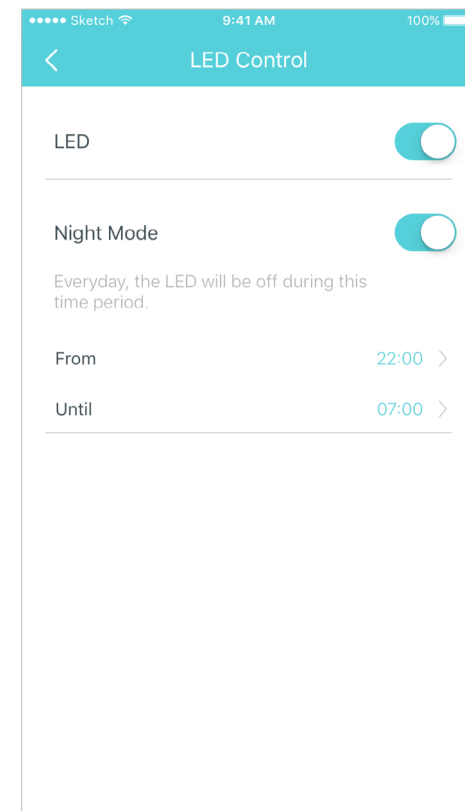 ●●●●● Sketch 9:41 AM 100%
LED Control
LED
Night Mode
Everyday, the LED will be off during this
time period.
From 22:00
Until 07:00